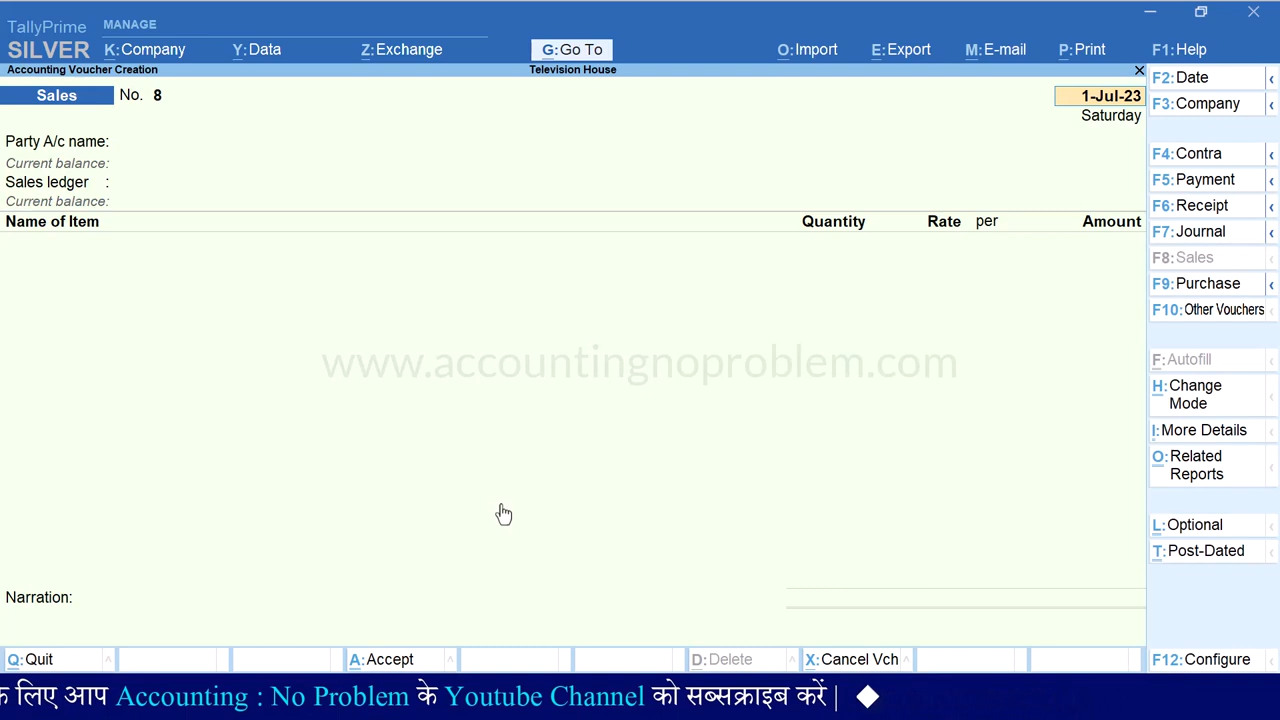 TallyPrime MANAGE
SILVER K:Company Y:Data Z:Exchange G:Go To O:Import E:Export M:E-mail P:Print F1:Help
Accounting Voucher Creation Television House
Sales No. 8 1-Jul-23
Saturday
Party A/c name:
Current balance:
Sales ledger :
Current balance:
Name of Item Quantity Rate per Amount
www.accountingnoproblem.com
Narration:
F2:Date
F3:Company
F4:Contra
F5:Payment
F6:Receipt
F7:Journal
F8:Sales
F9:Purchase
F10:Other Vouchers
F:Autofill
H:Change
Mode
I:More Details
O:Related
Reports
L:Optional
T:Post-Dated
Q:Quit A:Accept D:Delete X:Cancel Vch F12:Configure
के लिए आप Accounting : No Problem के Youtube Channel को सब्सक्राइब करें | ◆